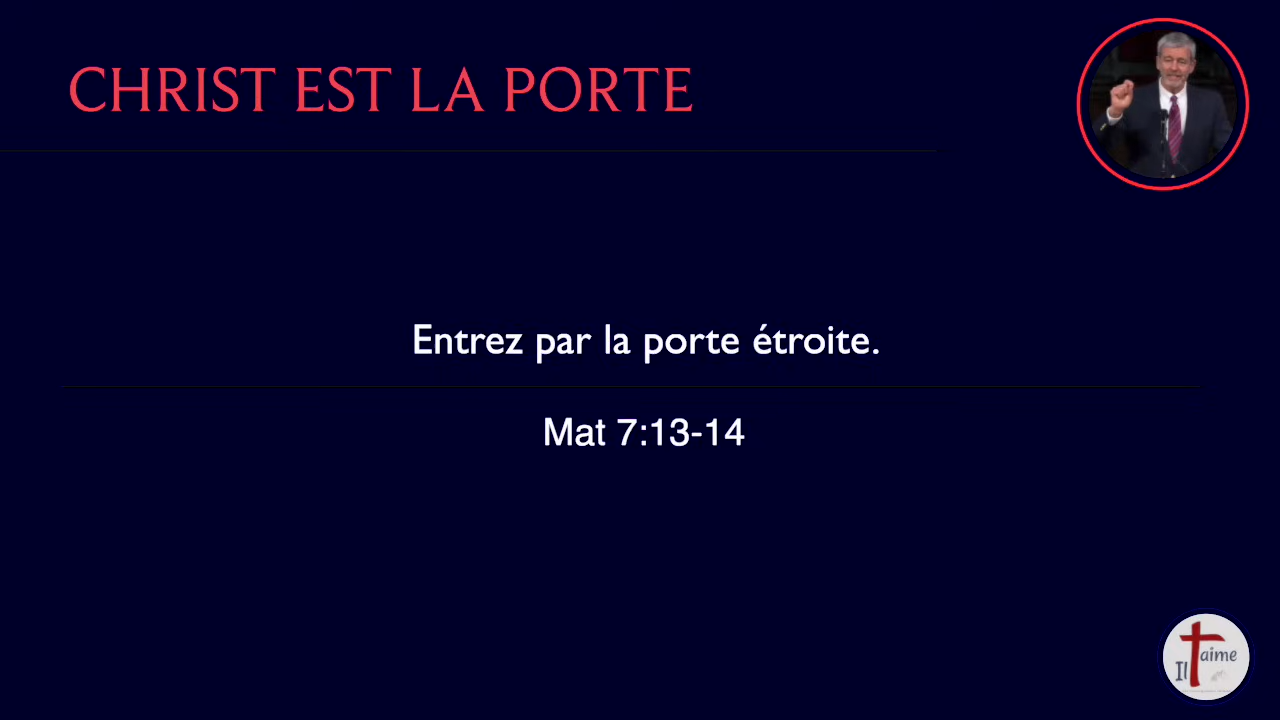 CHRIST EST LA PORTE
Entrez par la porte étroite.
Mat 7:13-14
Il t aime